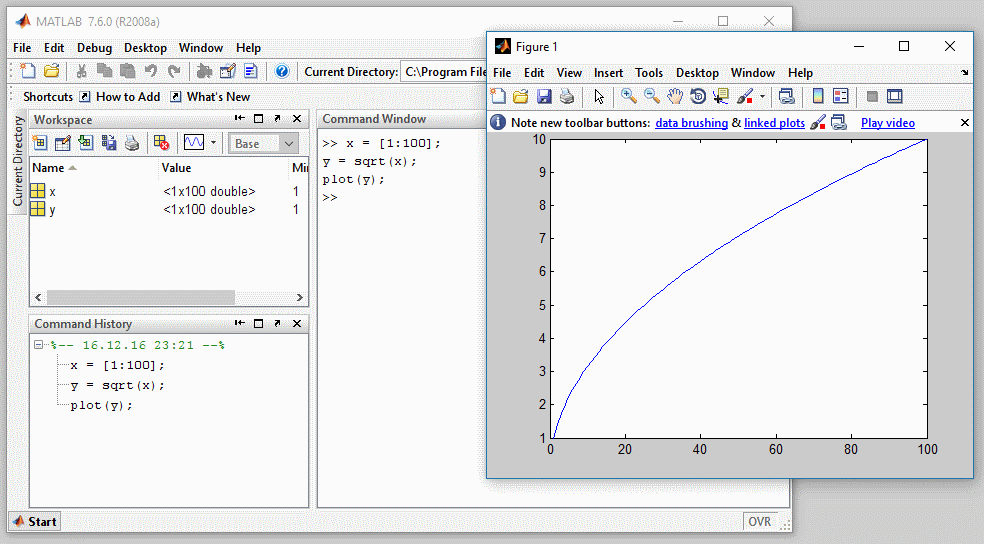 MATLAB 7.6.0 (R2008a)
File Edit Debug Desktop Window Help
Current Directory: C:\Program File
Shortcuts How to Add What's New
Current Directory
Workspace
Base
Name Value Min
x <1x100 double> 1
y <1x100 double> 1
Command History
%-- 16.12.16 23:21 --%
x = [1:100];
y = sqrt(x);
plot(y);
Command Window
>> x = [1:100];
y = sqrt(x);
plot(y);
>>
Start
OVR
Figure 1
File Edit View Insert Tools Desktop Window Help
Note new toolbar buttons: data brushing & linked plots Play video
10
9
8
7
6
5
4
3
2
1
0 20 40 60 80 100